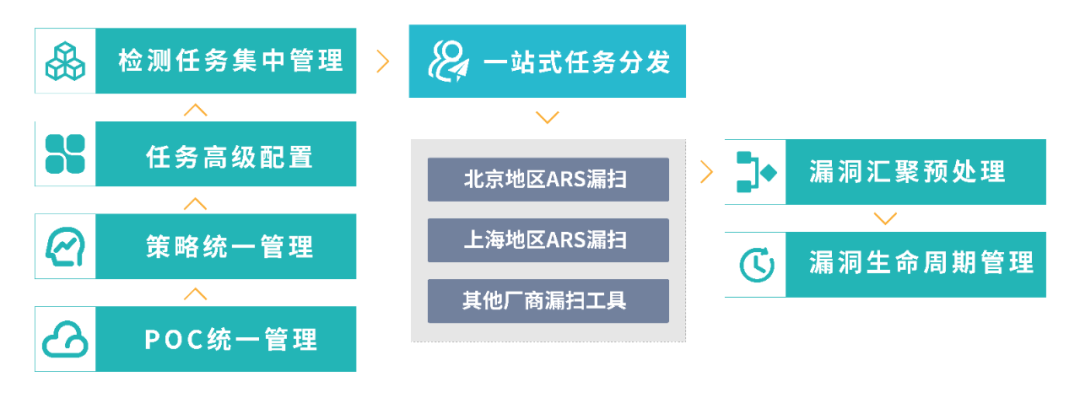 检测任务集中管理
任务高级配置
策略统一管理
POC统一管理
一站式任务分发
北京地区ARS漏扫
上海地区ARS漏扫
其他厂商漏扫工具
漏洞汇聚预处理
漏洞生命周期管理